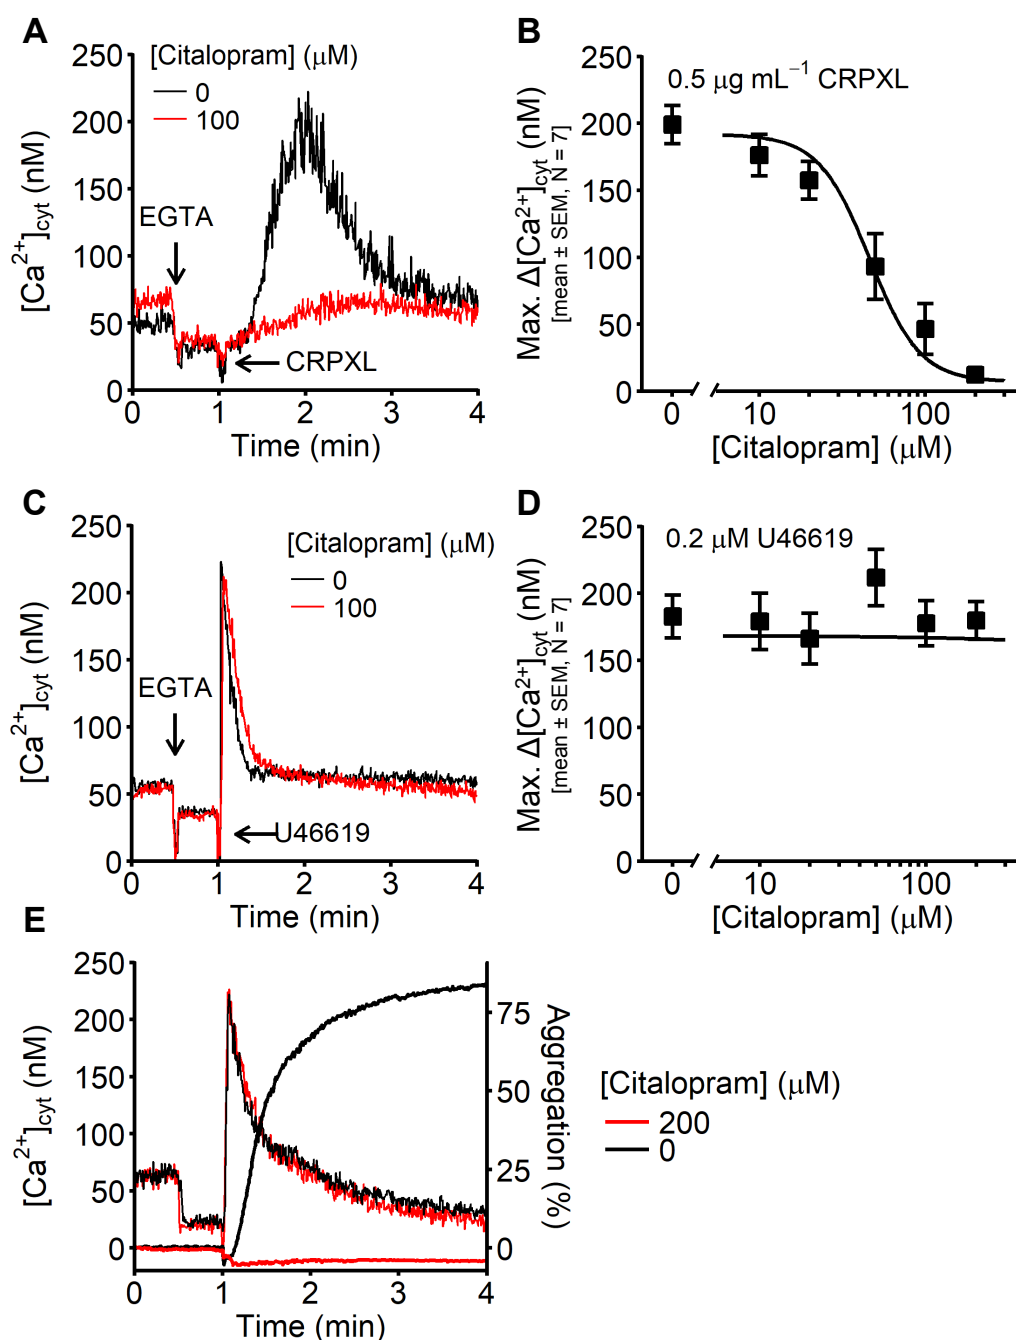 A
[Citalopram] (μM)
0
100
250
200
150
100
50
0
[Ca²⁺]cyt (nM)
EGTA
CRPXL
0 1 2 3 4
Time (min)
B
0.5 μg mL⁻¹ CRPXL
250
200
150
100
50
0
Max. Δ[Ca²⁺]cyt (nM)
[mean ± SEM, N = 7]
0 10 100
[Citalopram] (μM)
C
[Citalopram] (μM)
0
100
250
200
150
100
50
0
[Ca²⁺]cyt (nM)
EGTA
U46619
0 1 2 3 4
Time (min)
D
0.2 μM U46619
250
200
150
100
50
0
Max. Δ[Ca²⁺]cyt (nM)
[mean ± SEM, N = 7]
0 10 100
[Citalopram] (μM)
E
250
200
150
100
50
0
[Ca²⁺]cyt (nM)
75
50
25
0
Aggregation (%)
0 1 2 3 4
Time (min)
[Citalopram] (μM)
200
0